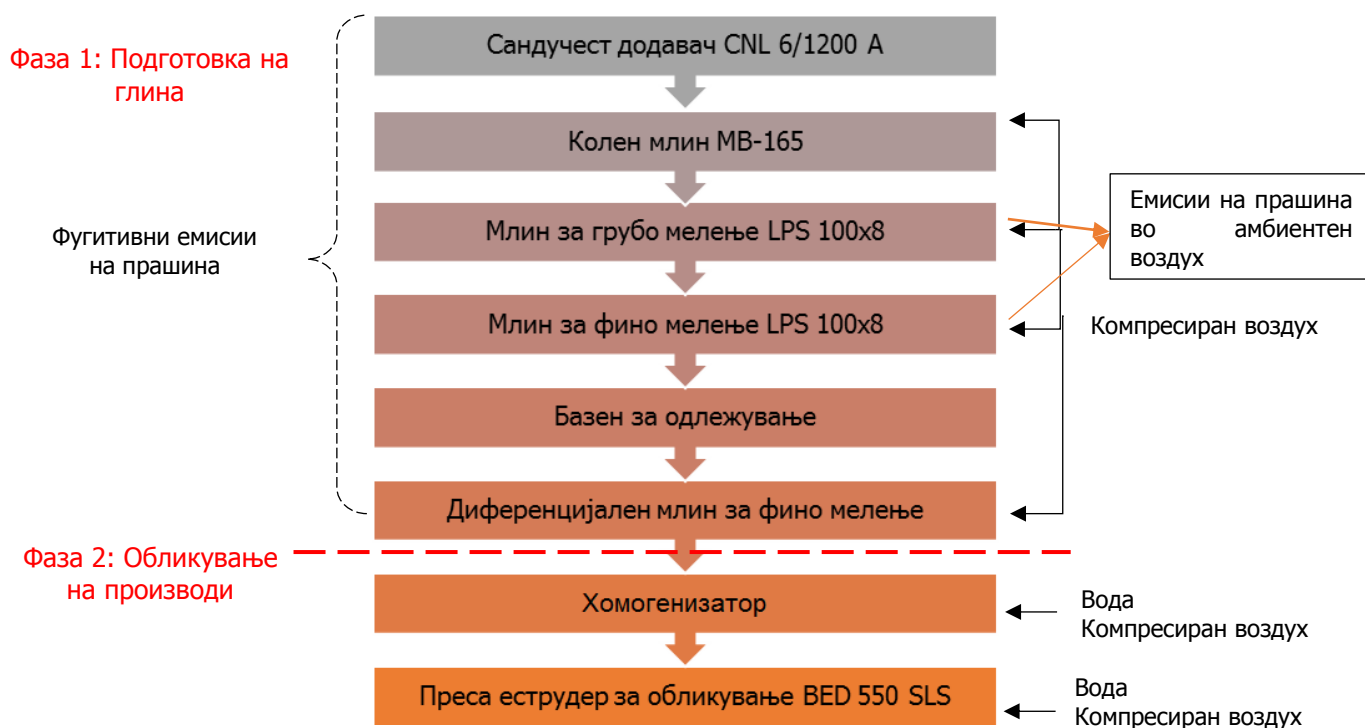 Сандучест додавач CNL 6/1200 A
Фаза 1: Подготовка на
глина
Колен млин МВ-165
Млин за грубо мелење LPS 100x8
Емисии на прашина
во амбиентен
воздух
Фугитивни емисии
на прашина
Млин за фино мелење LPS 100x8
Компресиран воздух
Базен за одлежување
Диференцијален млин за фино мелење
Фаза 2: Обликување
на производи
Хомогенизатор
Вода
Компресиран воздух
Преса еструдер за обликување BED 550 SLS
Вода
Компресиран воздух